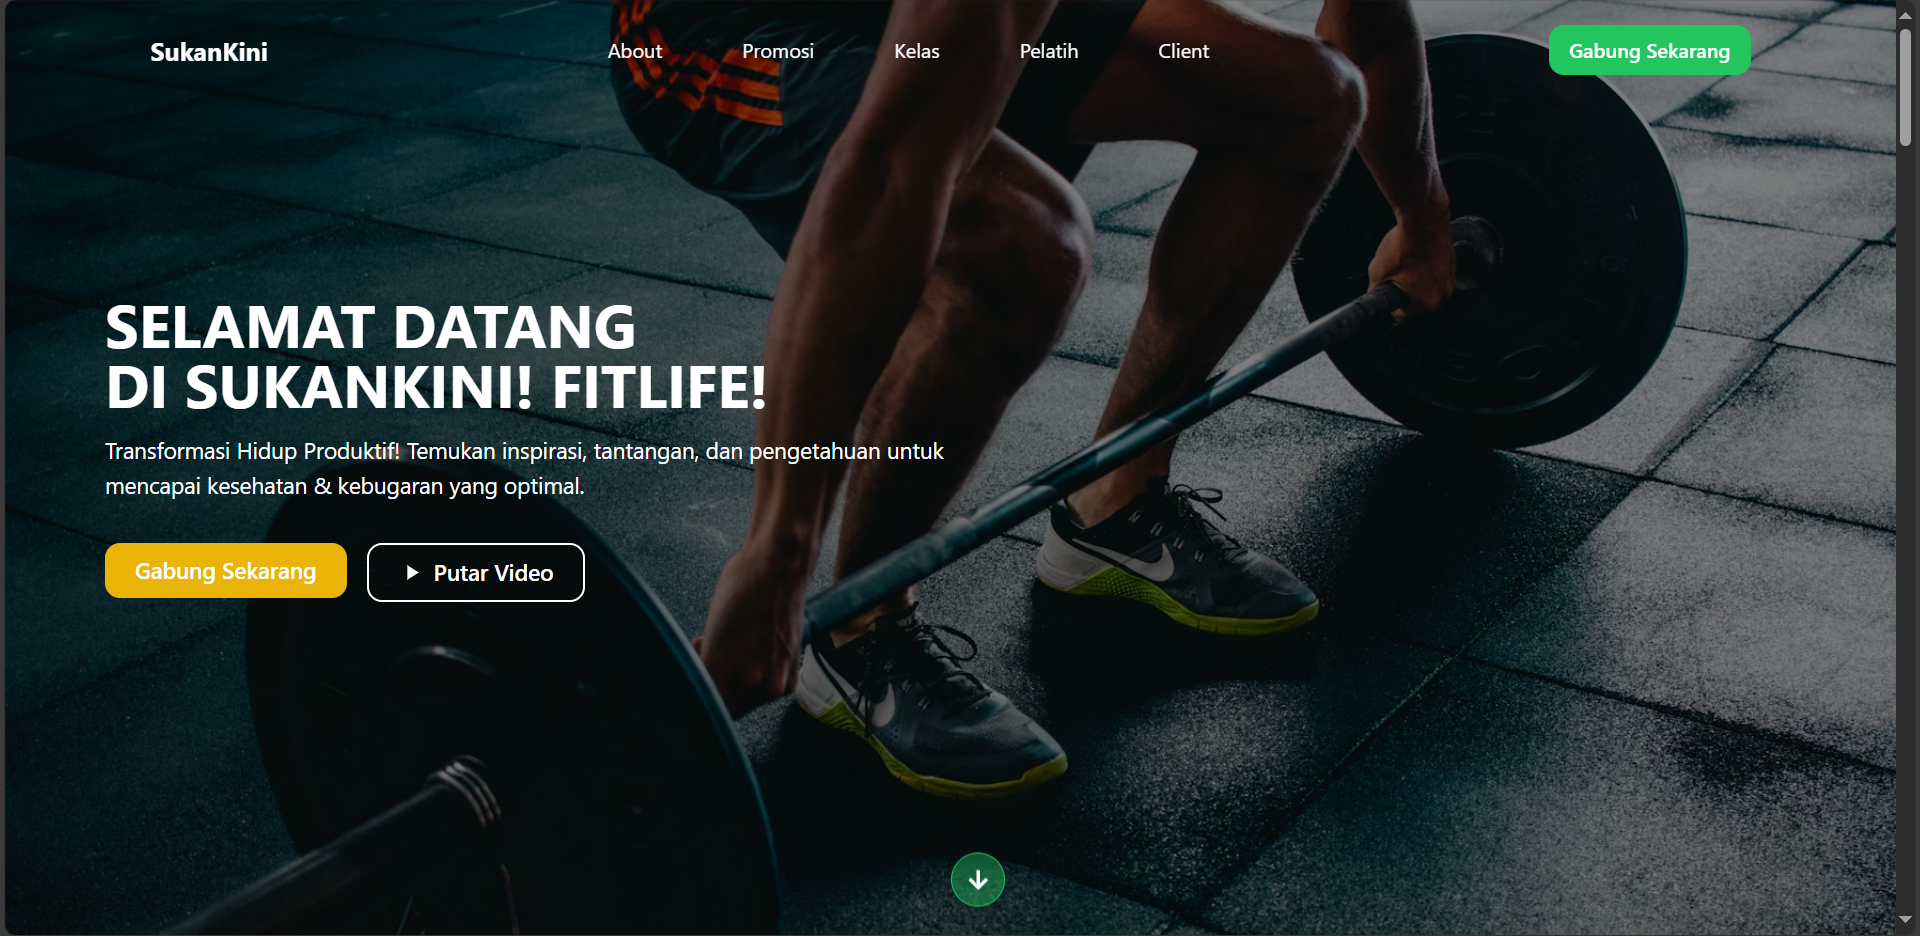 SukanKini
About
Promosi
Kelas
Pelatih
Client
Gabung Sekarang
SELAMAT DATANG
DI SUKANKINI! FITLIFE!
Transformasi Hidup Produktif! Temukan inspirasi, tantangan, dan pengetahuan untuk
mencapai kesehatan & kebugaran yang optimal.
Gabung Sekarang
Putar Video